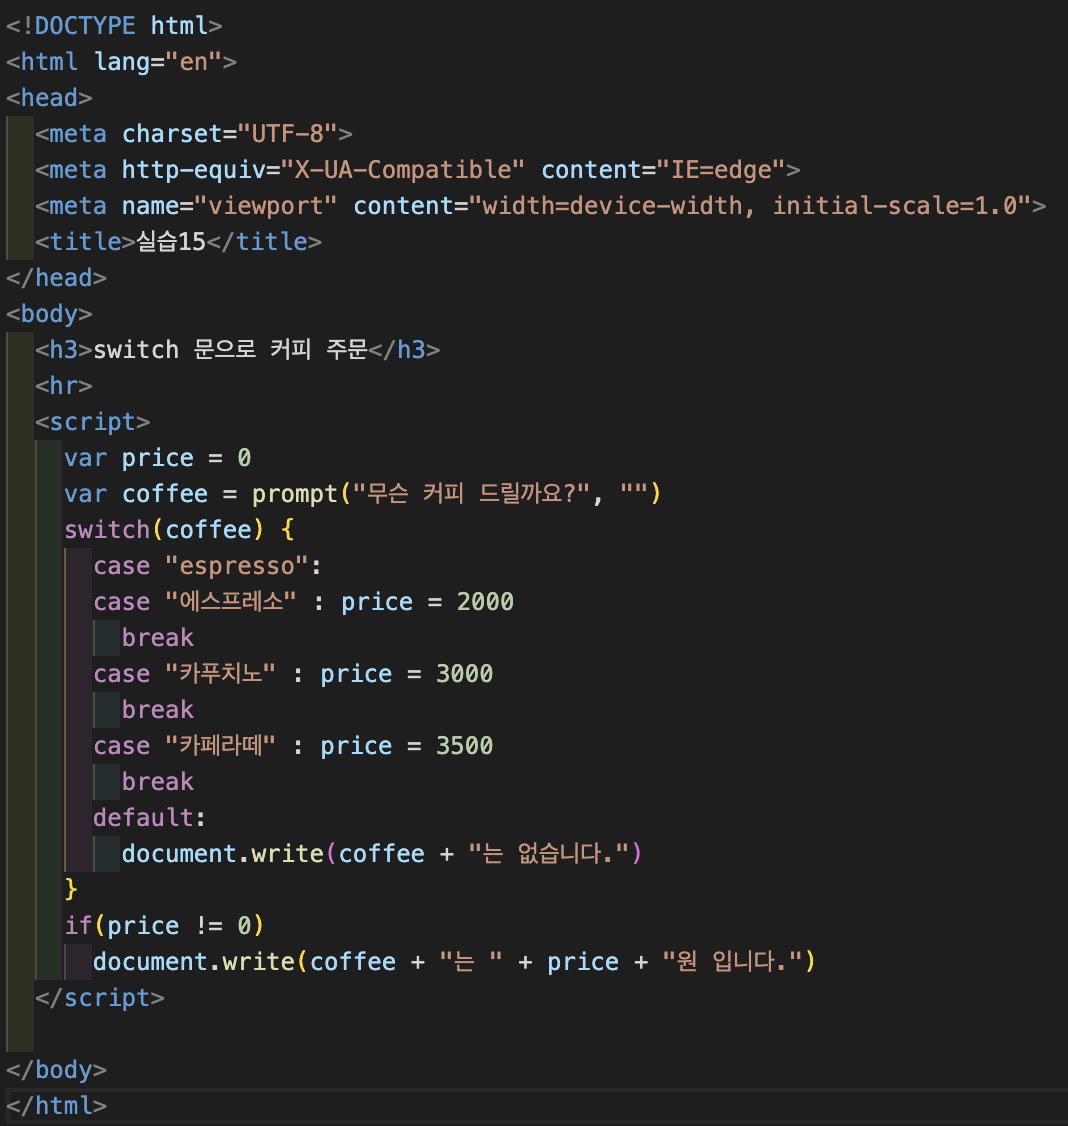 <!DOCTYPE html>
<html lang="en">
<head>
  <meta charset="UTF-8">
  <meta http-equiv="X-UA-Compatible" content="IE=edge">
  <meta name="viewport" content="width=device-width, initial-scale=1.0">
  <title>실습15</title>
</head>
<body>
  <h3>switch 문으로 커피 주문</h3>
  <hr>
  <script>
    var price = 0
    var coffee = prompt("무슨 커피 드릴까요?", "")
    switch(coffee) {
      case "espresso":
      case "에스프레소" : price = 2000
        break
      case "카푸치노" : price = 3000
        break
      case "카페라떼" : price = 3500
        break
      default:
        document.write(coffee + "는 없습니다.")
    }
    if(price != 0)
      document.write(coffee + "는 " + price + "원 입니다.")
  </script>

</body>
</html>